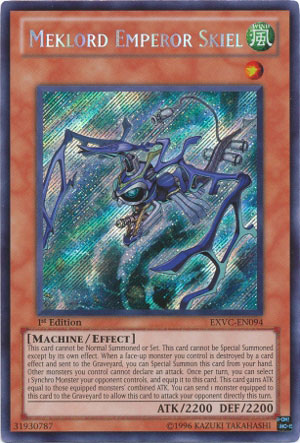 MEKLORD EMPEROR SKIEL
WIND
風
1st Edition
EXVC-EN094
[MACHINE/EFFECT]
This card cannot be Normal Summoned or Set. This card cannot be Special Summoned
except by its own effect. When a face-up monster you control is destroyed by a card
effect and sent to the Graveyard, you can Special Summon this card from your hand.
Other monsters you control cannot declare an attack. Once per turn, you can select
1 Synchro Monster your opponent controls, and equip it to this card. This card gains ATK
equal to those equipped monsters' combined ATK. You can send 1 monster equipped to
this card to the Graveyard to allow this card to attack your opponent directly this turn.
ATK/2200 DEF/2200
31930787
©1996 KAZUKI TAKAHASHI